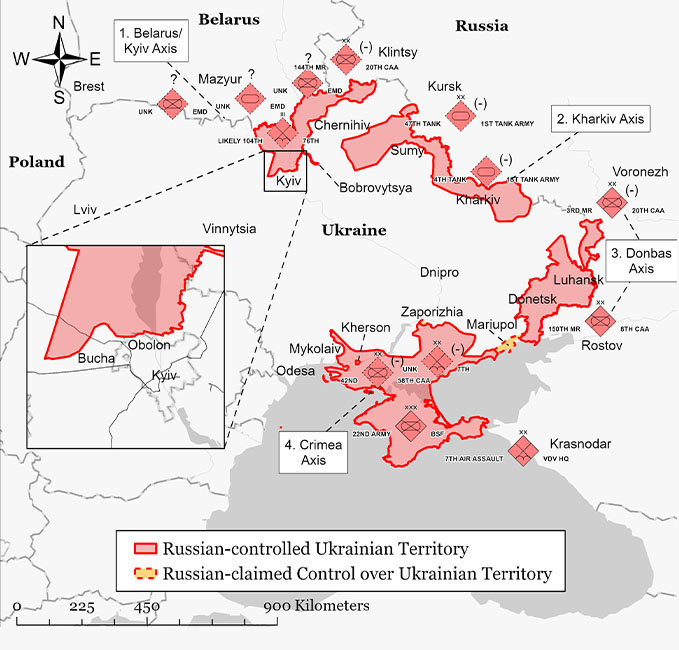 Belarus
Russia
1. Belarus/
Kyiv Axis
N
W
E
S
xx
(-)
Klintsy
?
144TH MR
20TH CAA
Brest
?
Mazyur
?
UNK
EMD
UNK
EMD
UNK
EMD
Kursk
xx
(-)
47TH TANK
1ST TANK ARMY
2. Kharkiv Axis
III
LIKELY 104TH
76TH
Chernihiv
Sumy
Poland
Kyiv
Bobrovytsya
(-)
4TH TANK
1ST TANK ARMY
Kharkiv
Voronezh
xx
(-)
3RD MR
20TH CAA
Lviv
Vinnytsia
Ukraine
3. Donbas
Axis
Dnipro
Luhansk
Donetsk
Zaporizhia
Mariupol
xx
150TH MR
8TH CAA
Rostov
Kherson
Mykolaiv
Odesa
xx
(-)
42ND
UNK
58TH CAA
xx
(-)
7TH
Obolon
Bucha
Kyiv
4. Crimea
Axis
xxx
22ND ARMY
BSF
xx
Krasnodar
7TH AIR ASSAULT
VDV HQ
Russian-controlled Ukrainian Territory
Russian-claimed Control over Ukrainian Territory
0 225 450 900 Kilometers